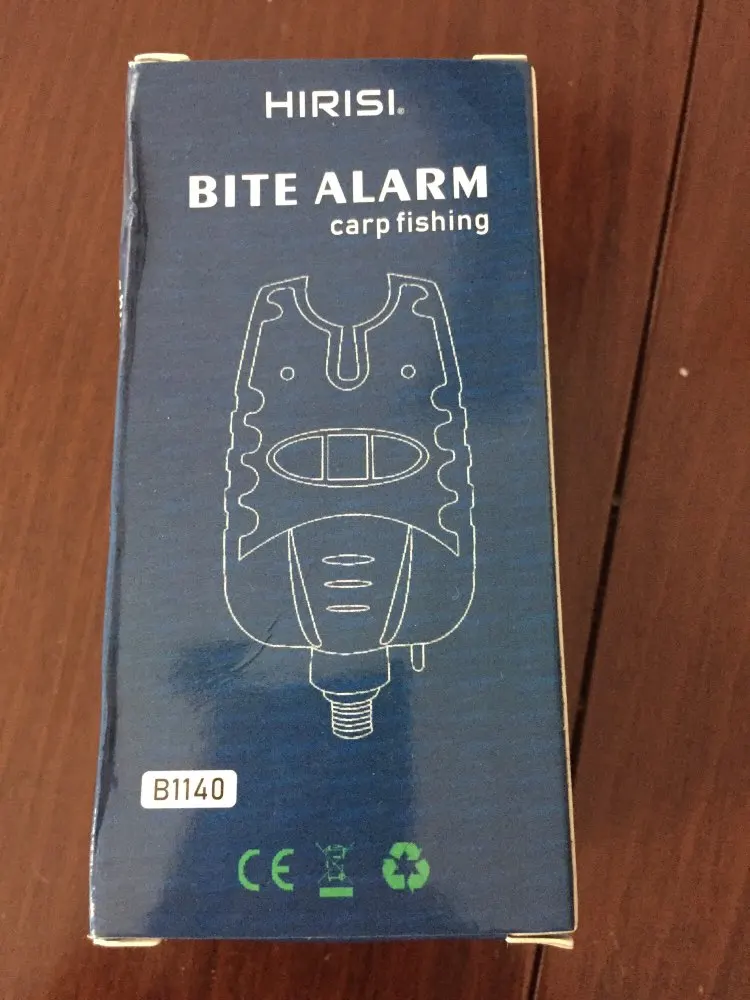 HIRISI®
BITE ALARM
carp fishing
B1140
CE